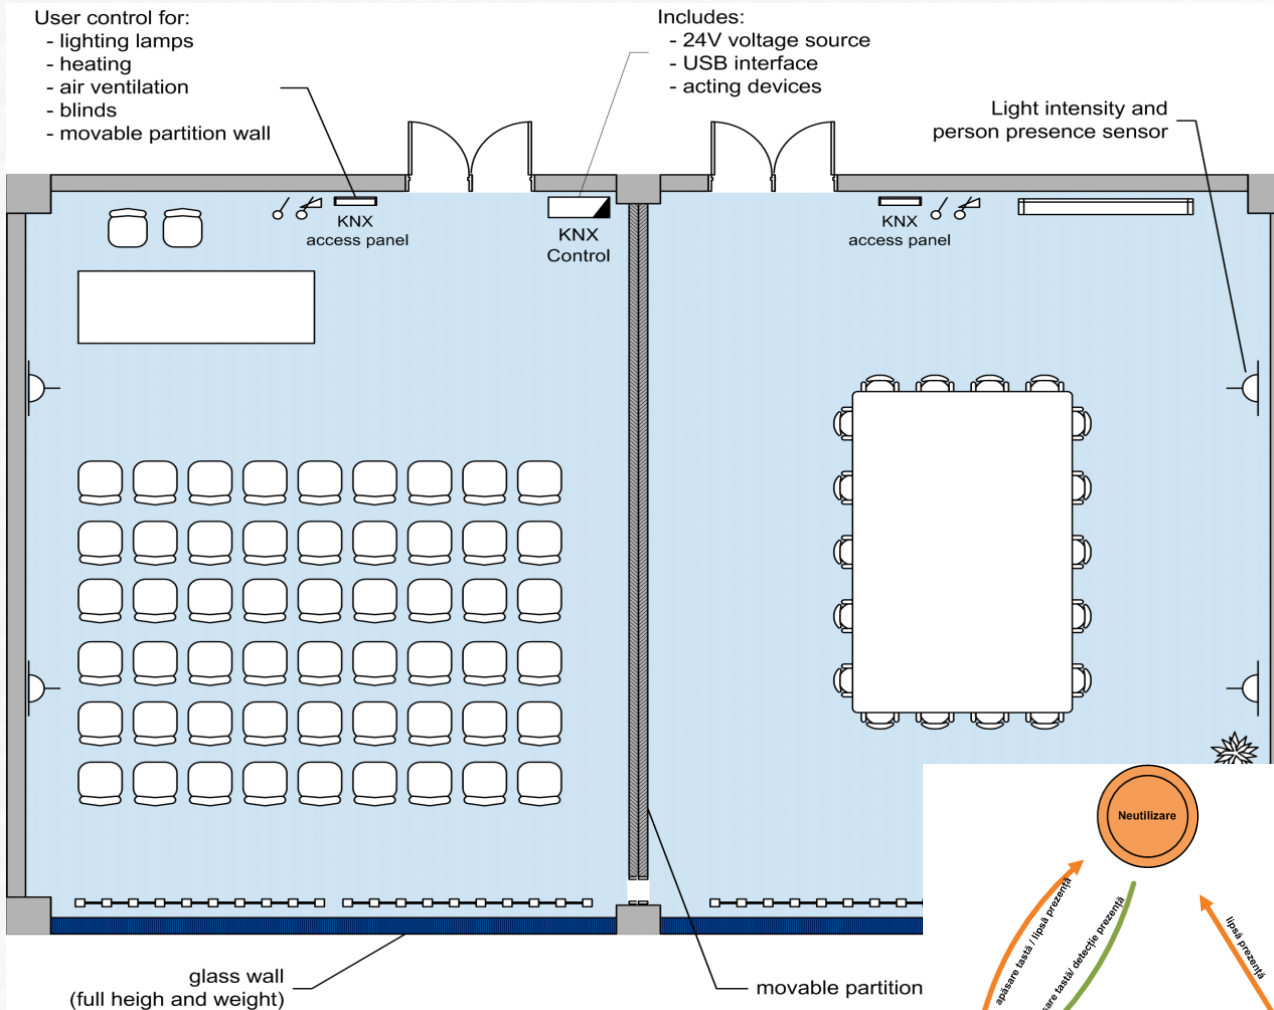 User control for:
- lighting lamps
- heating
- air ventilation
- blinds
- movable partition wall
Includes:
- 24V voltage source
- USB interface
- acting devices
Light intensity and
person presence sensor
KNX
access panel
KNX
Control
KNX
access panel
glass wall
(full heigh and weight)
movable partition
Neutilizare
apăsare tastă / lipsă prezență
tastă/ detecție prezență
lipsă prezență